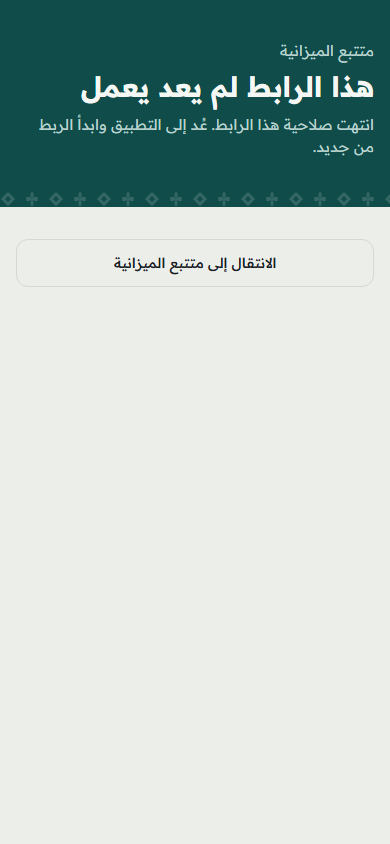 متتبع الميزانية
هذا الرابط لم يعد يعمل
انتهت صلاحية هذا الرابط. عُد إلى التطبيق وابدأ الربط
من جديد.
الانتقال إلى متتبع الميزانية